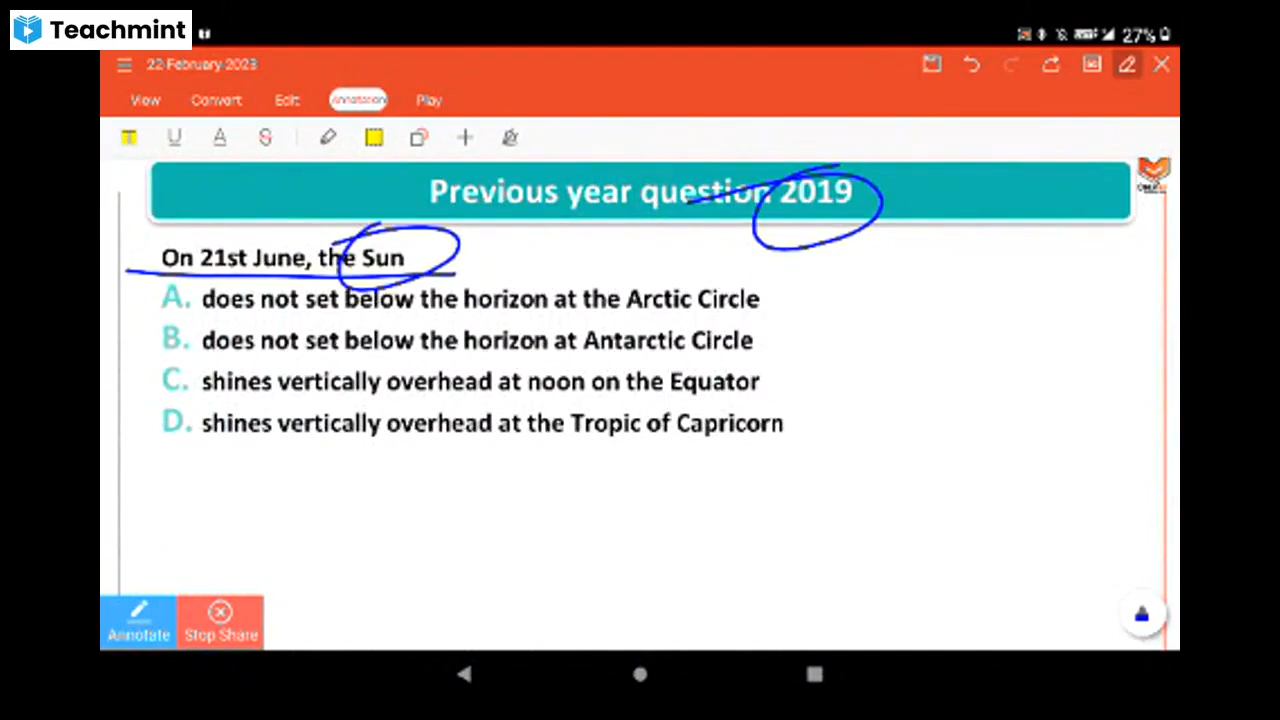 Teachmint
27%
22 February 2023
View Convert Edit Annotation Play
Previous year question 2019
On 21st June, the Sun
A. does not set below the horizon at the Arctic Circle
B. does not set below the horizon at Antarctic Circle
C. shines vertically overhead at noon on the Equator
D. shines vertically overhead at the Tropic of Capricorn
Annotate Stop Share